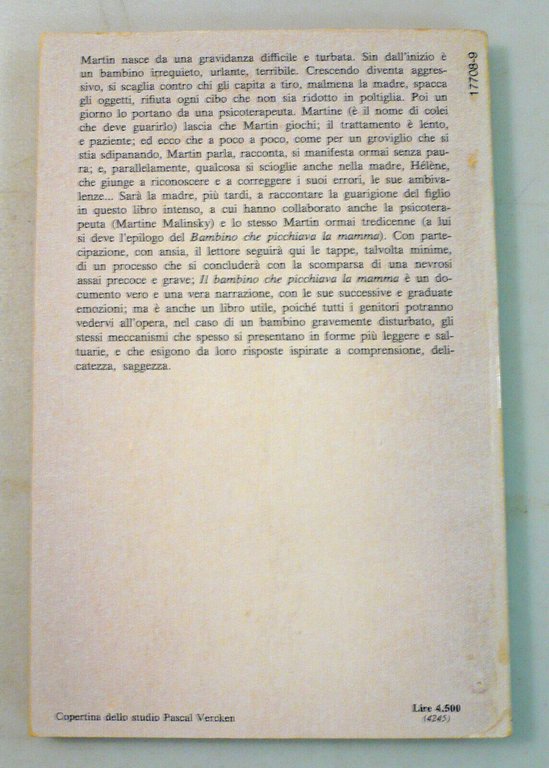 Martin nasce da una gravidanza difficile e turbata. Sin dall'inizio è
un bambino irrequieto, urlante, terribile. Crescendo diventa aggres-
sivo, si scaglia contro chi gli capita a tiro, malmena la madre, spacca
gli oggetti, rifiuta ogni cibo che non sia ridotto in poltiglia. Poi un
giorno lo portano da una psicoterapeuta. Martine (è il nome di colei
che deve guarirlo) lascia che Martin giochi; il trattamento è lento,
e paziente; ed ecco che a poco a poco, come per un groviglio che si
stia sdipanando, Martin parla, racconta, si manifesta ormai senza pau-
ra; e, parallelamente, qualcosa si scioglie anche nella madre, Hélène,
che giunge a riconoscere e a correggere i suoi errori, le sue ambiva-
lenze... Sarà la madre, più tardi, a raccontare la guarigione del figlio
in questo libro intenso, a cui hanno collaborato anche la psicotera-
peuta (Martine Malinsky) e lo stesso Martin ormai tredicenne (a lui
si deve l'epilogo del Bambino che picchiava la mamma). Con parte-
cipazione, con ansia, il lettore seguirà qui le tappe, talvolta minime,
di un processo che si concluderà con la scomparsa di una nevrosi
assai precoce e grave; Il bambino che picchiava la mamma è un do-
cumento vero e una vera narrazione, con le sue successive e graduate
emozioni; ma è anche un libro utile, poiché tutti i genitori potranno
vedervi all'opera, nel caso di un bambino gravemente disturbato, gli
stessi meccanismi che spesso si presentano in forme più leggere e sal-
tuarie, e che esigono da loro risposte ispirate a comprensione, deli-
catezza, saggezza.
17708-9
Copertina dello studio Pascal Vercken
Lire 4.500
(4245)